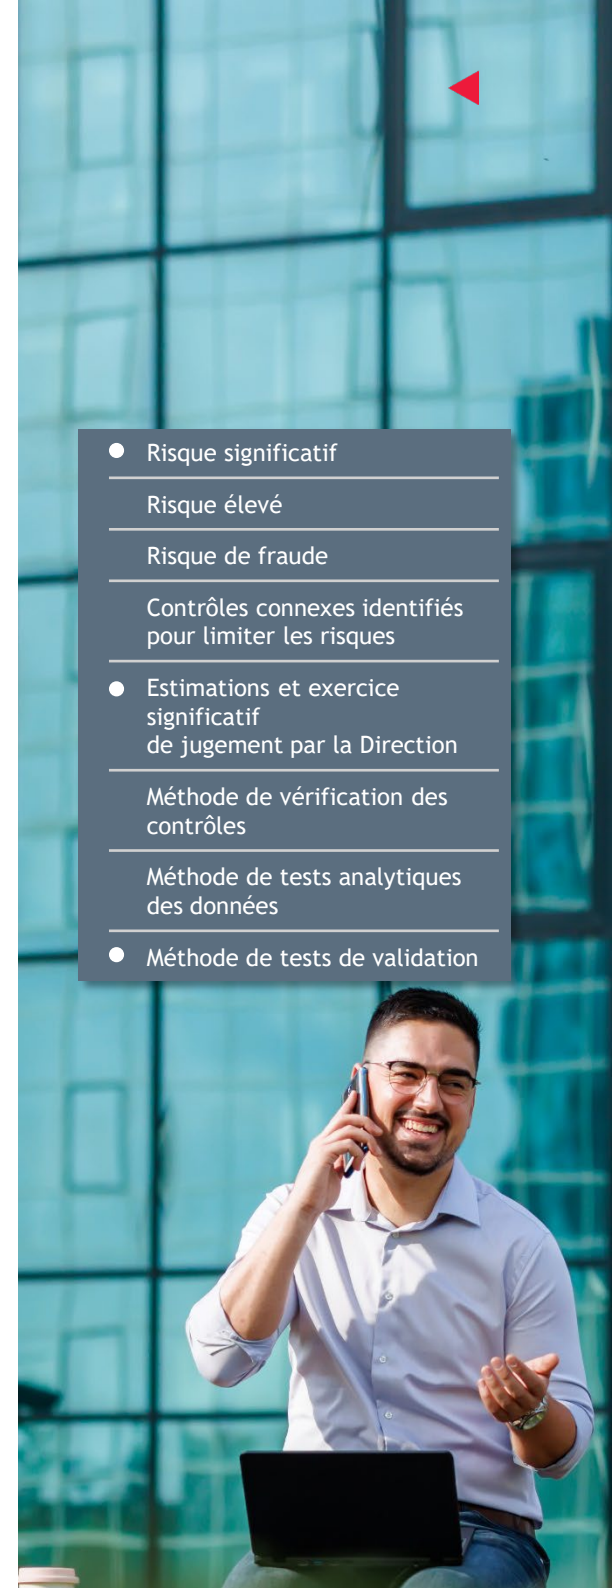 Risque significatif
Risque élevé
Risque de fraude
Contrôles connexes identifiés
pour limiter les risques
Estimations et exercice
significatif
de jugement par la Direction
Méthode de vérification des
contrôles
Méthode de tests analytiques
des données
Méthode de tests de validation